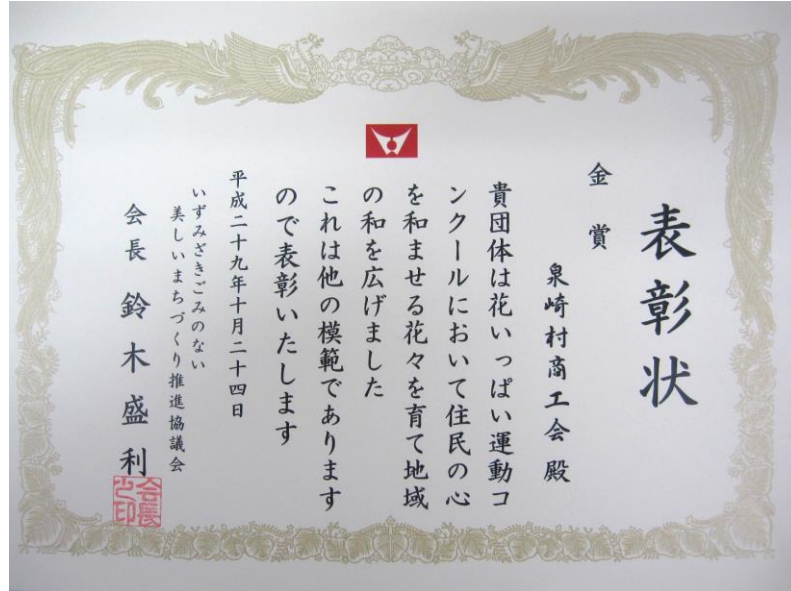 表彰状
金賞
泉崎村商工会殿
貴団体は花いっぱい運動コ
ンクールにおいて住民の心
を和ませる花々を育て地域
の和を広げました
これは他の模範であります
ので表彰いたします
平成二十九年十月二十四日
いずみざきごみのない
美しいまちづくり推進協議会
会長 鈴木盛利
会長
之印